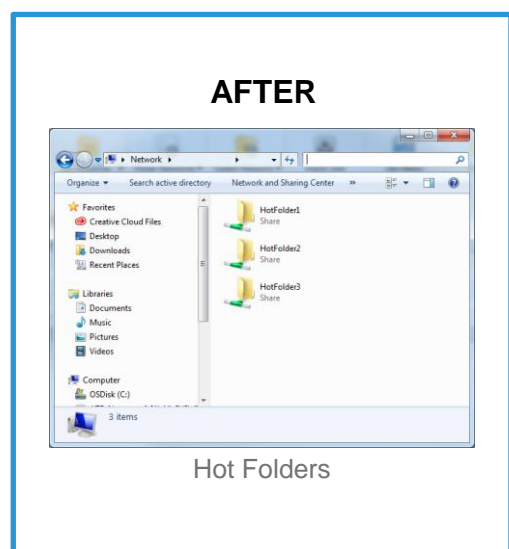 AFTER
Network
Organize Search active directory Network and Sharing Center »
Favorites
Creative Cloud Files
Desktop
Downloads
Recent Places
Libraries
Documents
Music
Pictures
Videos
Computer
OSDisk (C:)
HotFolder1
Share
HotFolder2
Share
HotFolder3
Share
3 items
Hot Folders